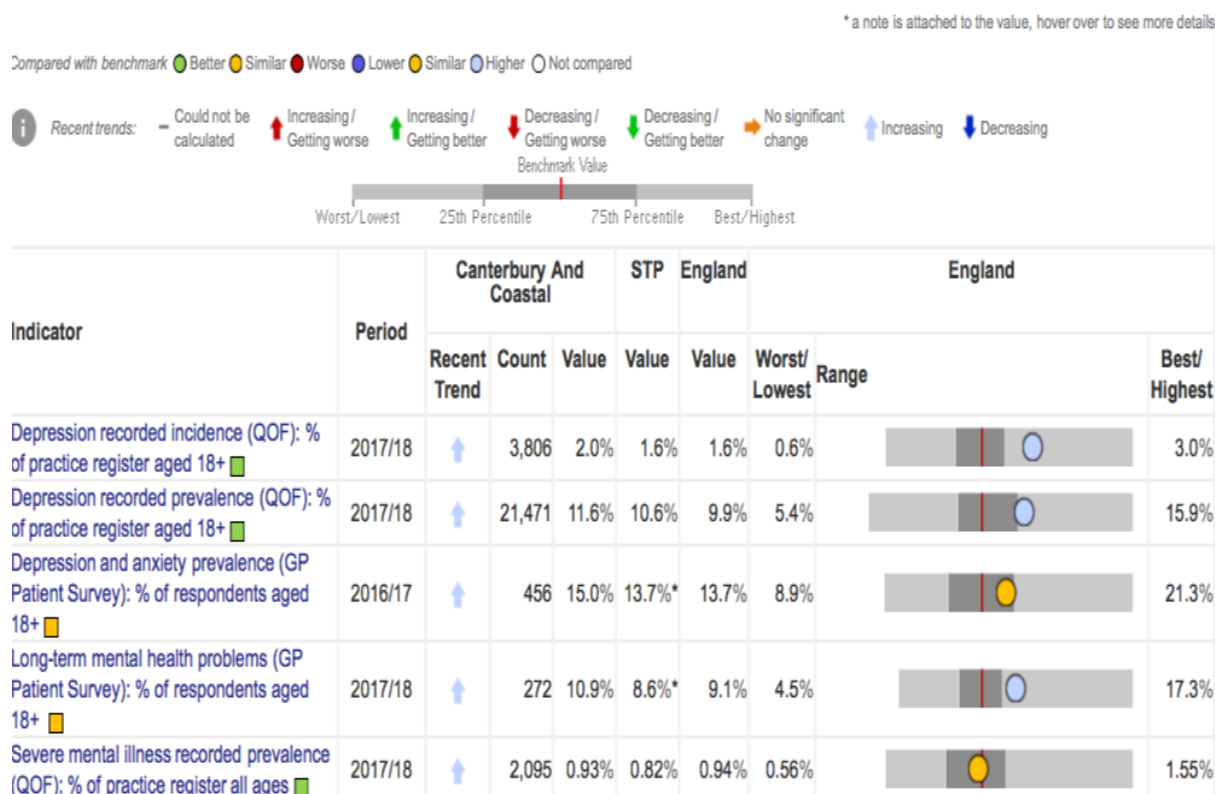 * a note is attached to the value, hover over to see more details
Compared with benchmark Better Similar Worse Lower Similar Higher Not compared
Recent trends: – Could not be calculated Increasing / Getting worse Increasing / Getting better Decreasing / Getting worse Decreasing / Getting better No significant change Increasing Decreasing
Benchmark Value
Worst/Lowest 25th Percentile 75th Percentile Best/Highest
Indicator Period Canterbury And Coastal STP England England
Recent Trend Count Value Value Value Worst/ Lowest Range Best/ Highest
Depression recorded incidence (QOF): %
of practice register aged 18+ 2017/18 3,806 2.0% 1.6% 1.6% 0.6% 3.0%
Depression recorded prevalence (QOF): %
of practice register aged 18+ 2017/18 21,471 11.6% 10.6% 9.9% 5.4% 15.9%
Depression and anxiety prevalence (GP
Patient Survey): % of respondents aged 2016/17 456 15.0% 13.7%* 13.7% 8.9% 21.3%
18+
Long-term mental health problems (GP
Patient Survey): % of respondents aged 2017/18 272 10.9% 8.6%* 9.1% 4.5% 17.3%
18+
Severe mental illness recorded prevalence
(QOF): % of practice register all ages 2017/18 2,095 0.93% 0.82% 0.94% 0.56% 1.55%